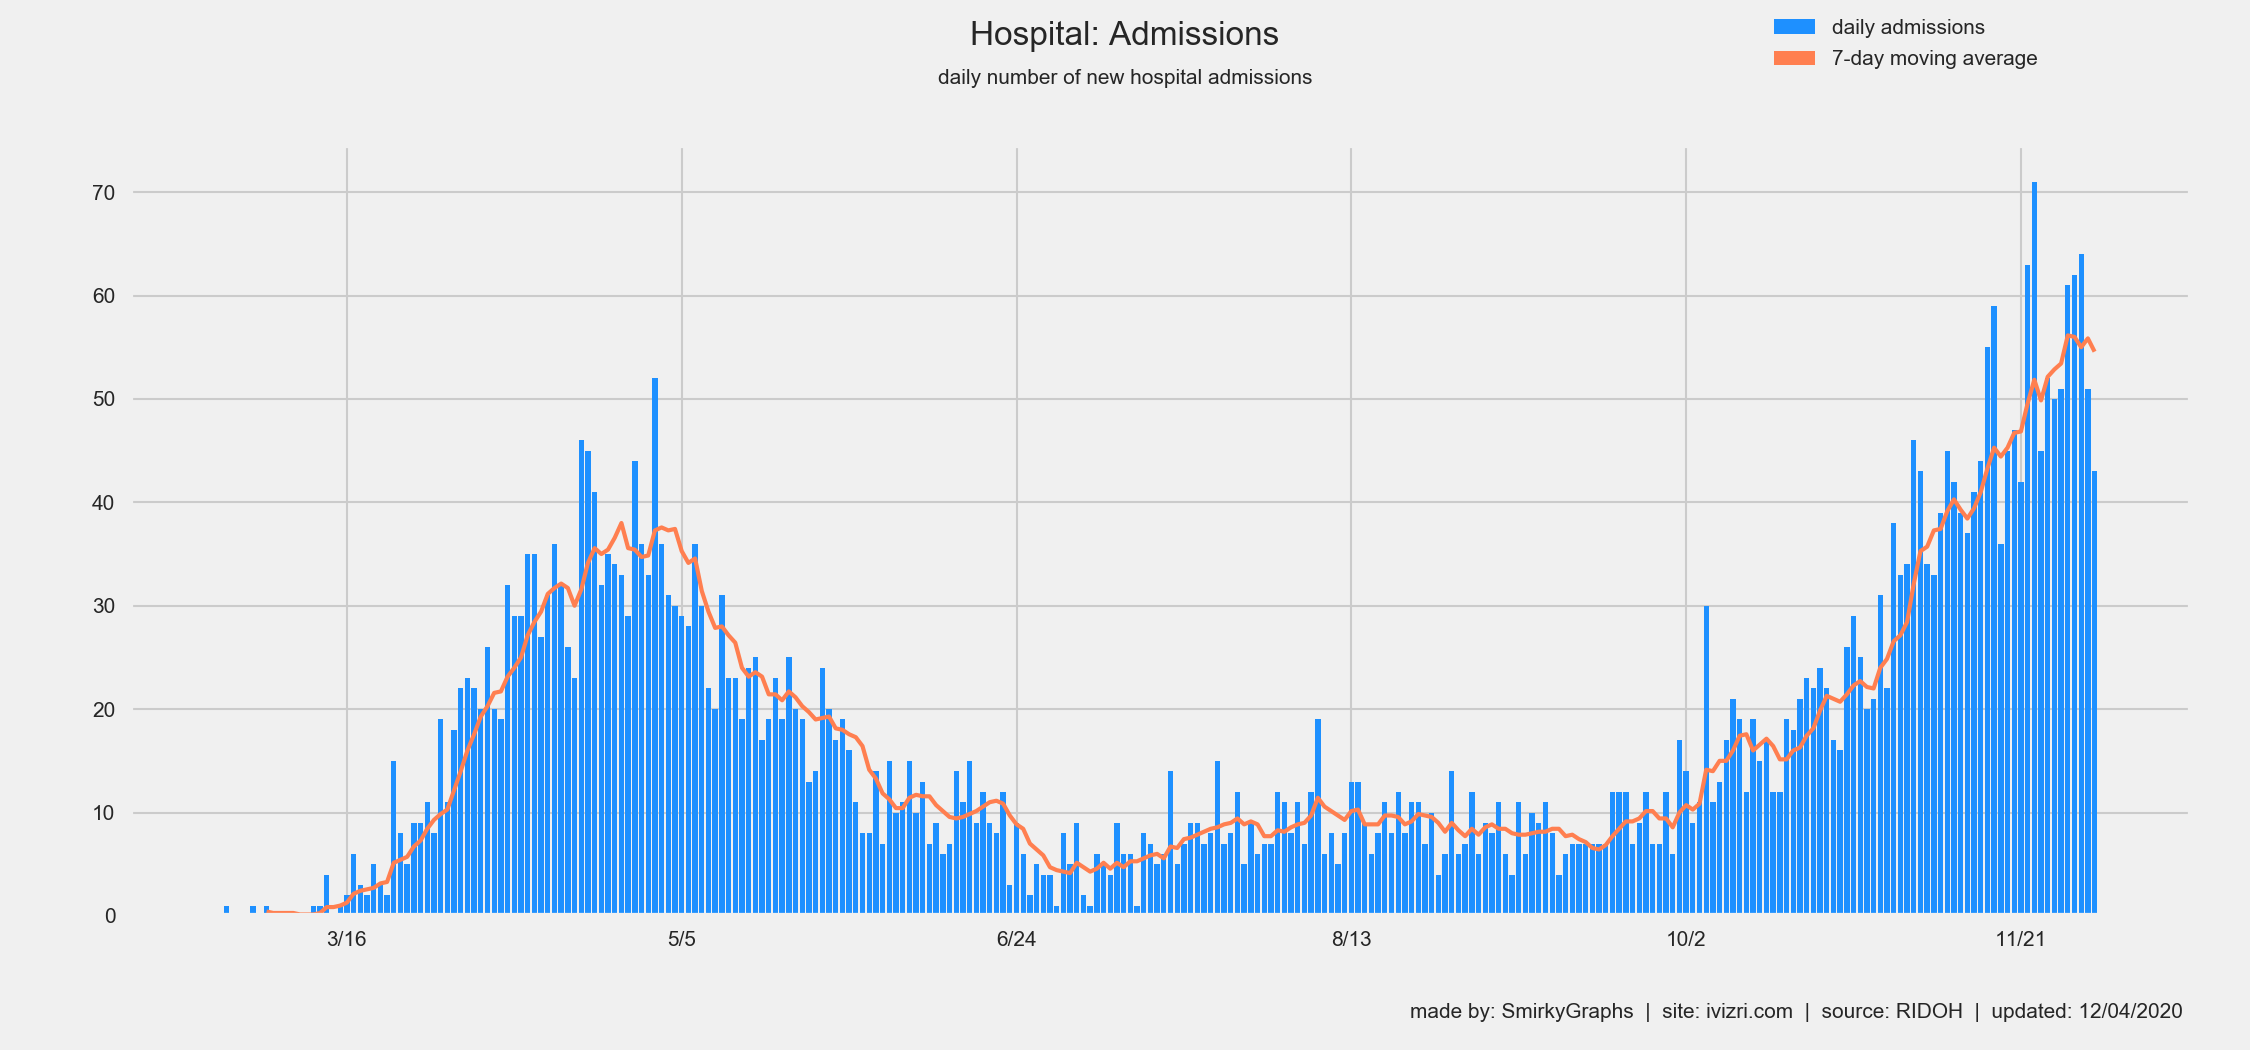 Hospital: Admissions
daily number of new hospital admissions
daily admissions
7-day moving average
70
60
50
40
30
20
10
0
3/16 5/5 6/24 8/13 10/2 11/21
made by: SmirkyGraphs | site: ivizri.com | source: RIDOH | updated: 12/04/2020